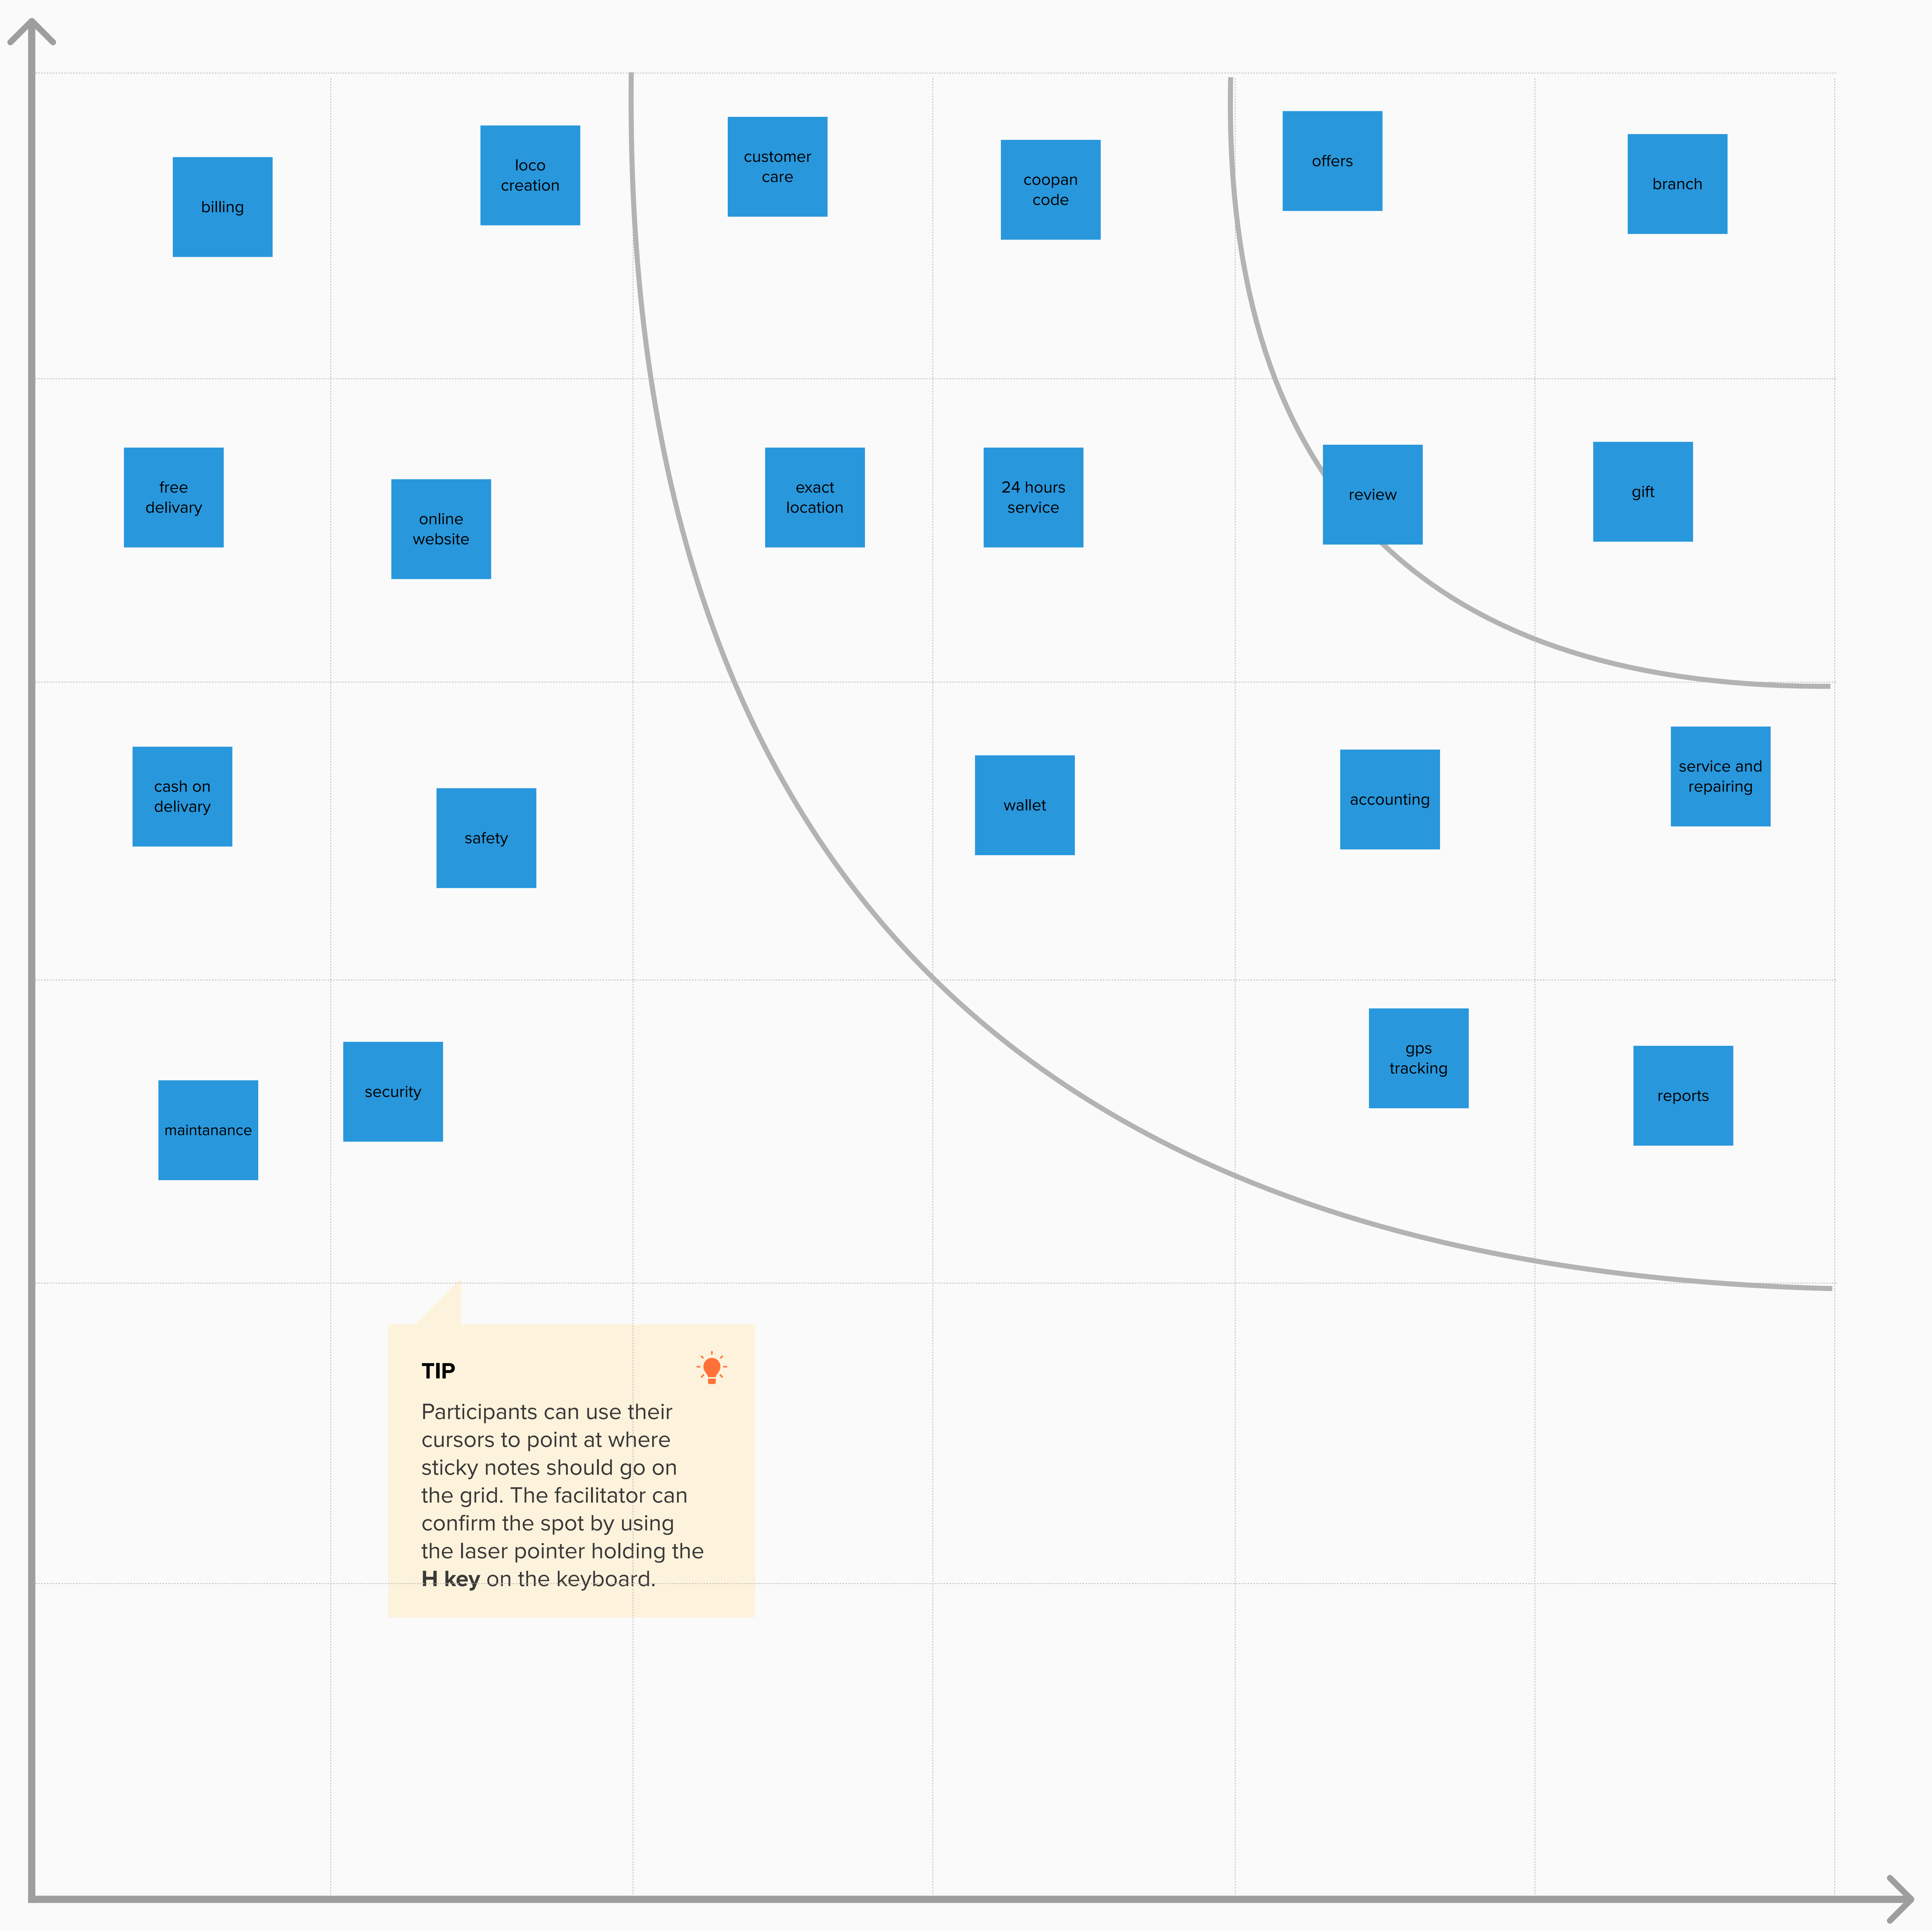 billing
loco
creation
customer
care
coopan
code
offers
branch
free
delivary
online
website
exact
location
24 hours
service
review
gift
cash on
delivary
safety
wallet
accounting
service and
repairing
maintanance
security
gps
tracking
reports
TIP
Participants can use their
cursors to point at where
sticky notes should go on
the grid. The facilitator can
confirm the spot by using
the laser pointer holding the
H key on the keyboard.